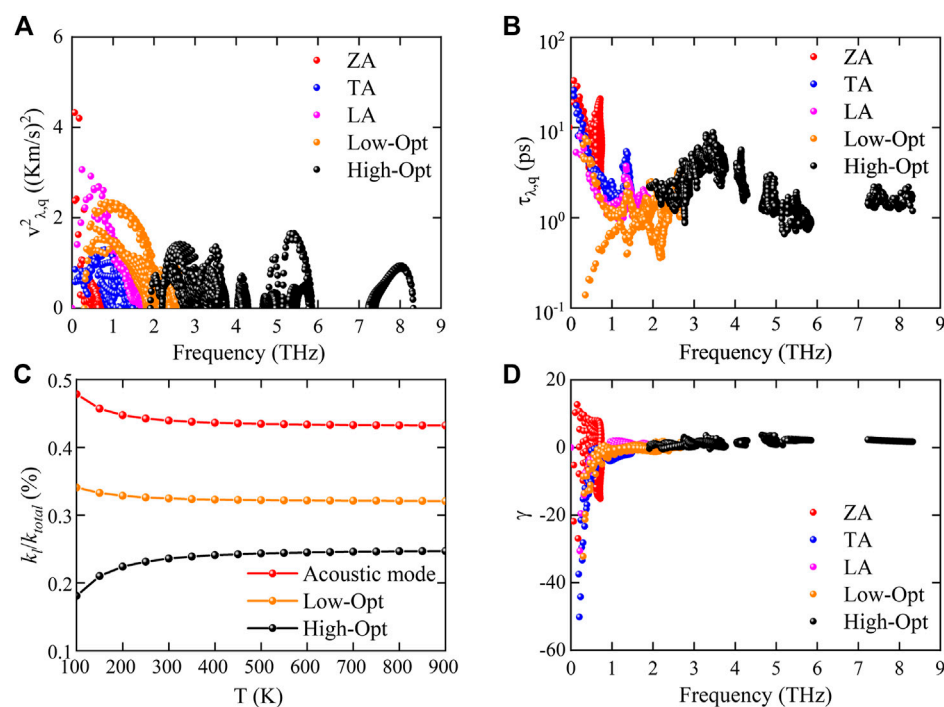 A
6
4
2
0
v²λ,q ((Km/s)²)
ZA
TA
LA
Low-Opt
High-Opt
0 1 2 3 4 5 6 7 8 9
Frequency (THz)
B
10²
10¹
10⁰
10⁻¹
τλ,q (ps)
ZA
TA
LA
Low-Opt
High-Opt
0 1 2 3 4 5 6 7 8 9
Frequency (THz)
C
0.5
0.4
0.3
0.2
0.1
kl/ktotal (%)
Acoustic mode
Low-Opt
High-Opt
100 200 300 400 500 600 700 800 900
T (K)
D
20
0
-20
-40
-60
γ
ZA
TA
LA
Low-Opt
High-Opt
0 1 2 3 4 5 6 7 8 9
Frequency (THz)